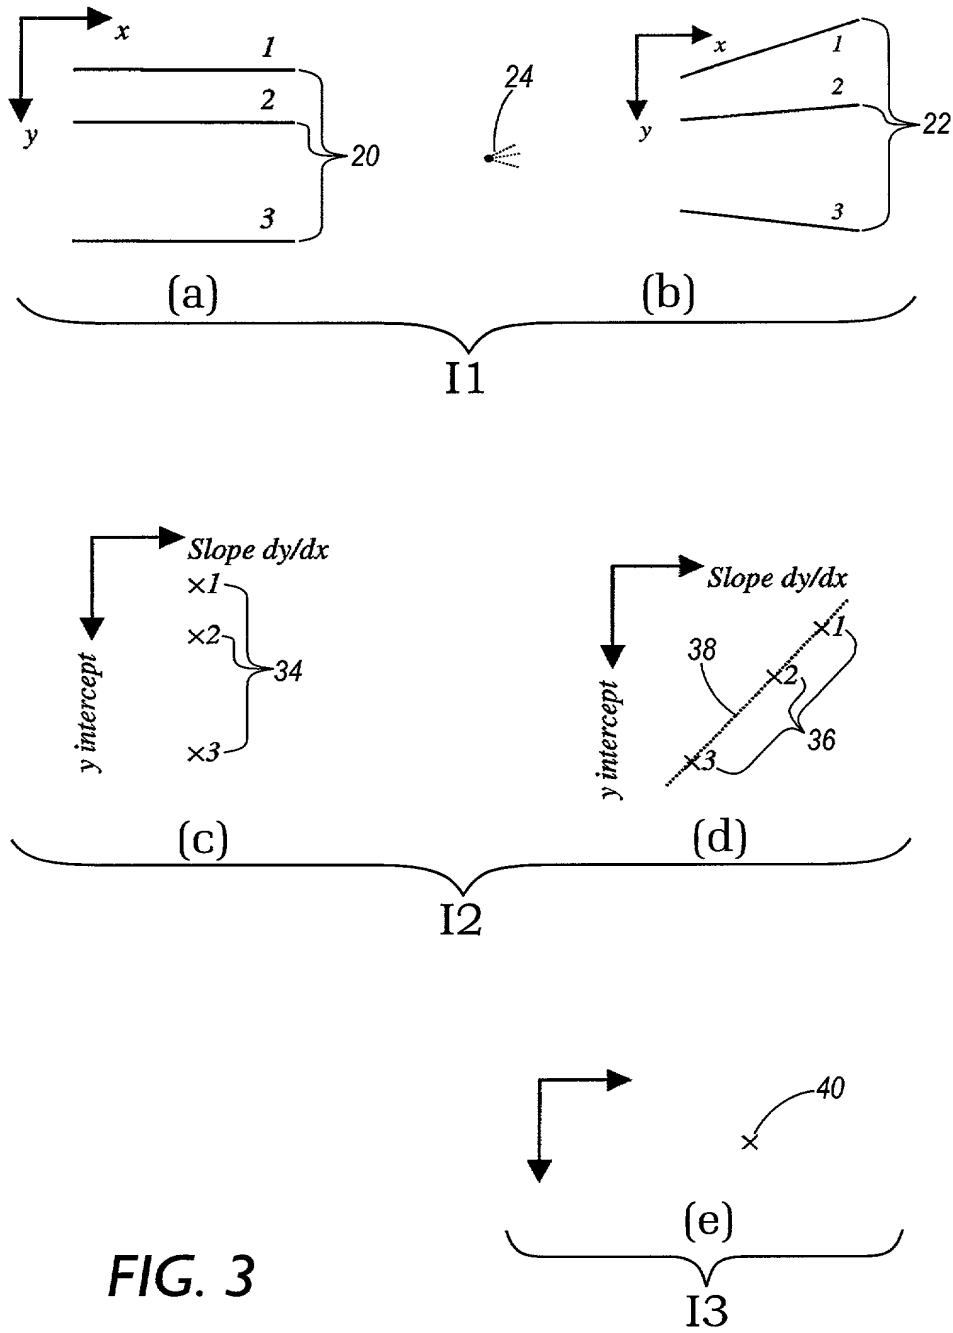 x
y
1
2
3
20
(a)
24
x
y
1
2
3
22
(b)
I1
Slope dy/dx
y intercept
×1
×2
×3
34
(c)
Slope dy/dx
y intercept
×1
×2
×3
38
36
(d)
I2
40
×
(e)
I3
FIG. 3